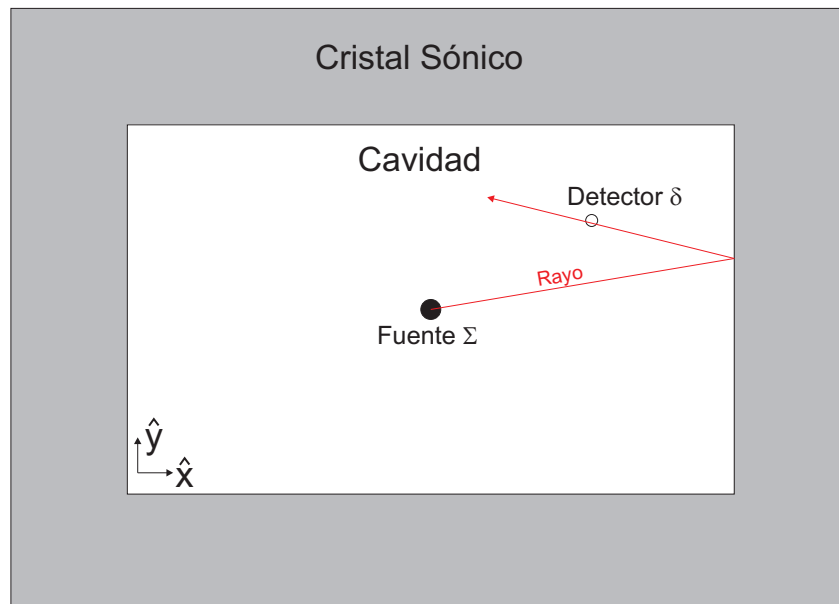 Cristal Sónico
Cavidad
Detector δ
Rayo
Fuente Σ
ŷ
x̂